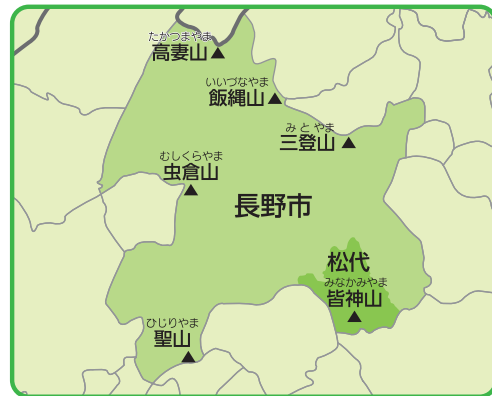 たかつまやま
高妻山
いいづなやま
飯縄山
みとやま
三登山
むしくらやま
虫倉山
長野市
松代
みなかみやま
皆神山
ひじりやま
聖山